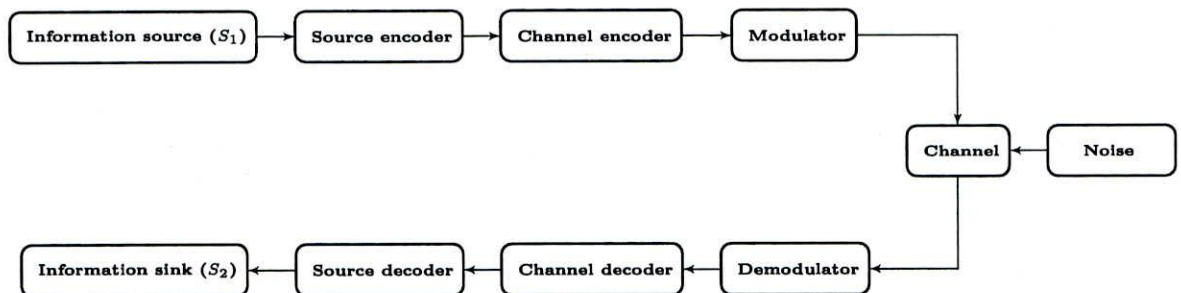 Information source (S₁)
Source encoder
Channel encoder
Modulator
Channel
Noise
Information sink (S₂)
Source decoder
Channel decoder
Demodulator